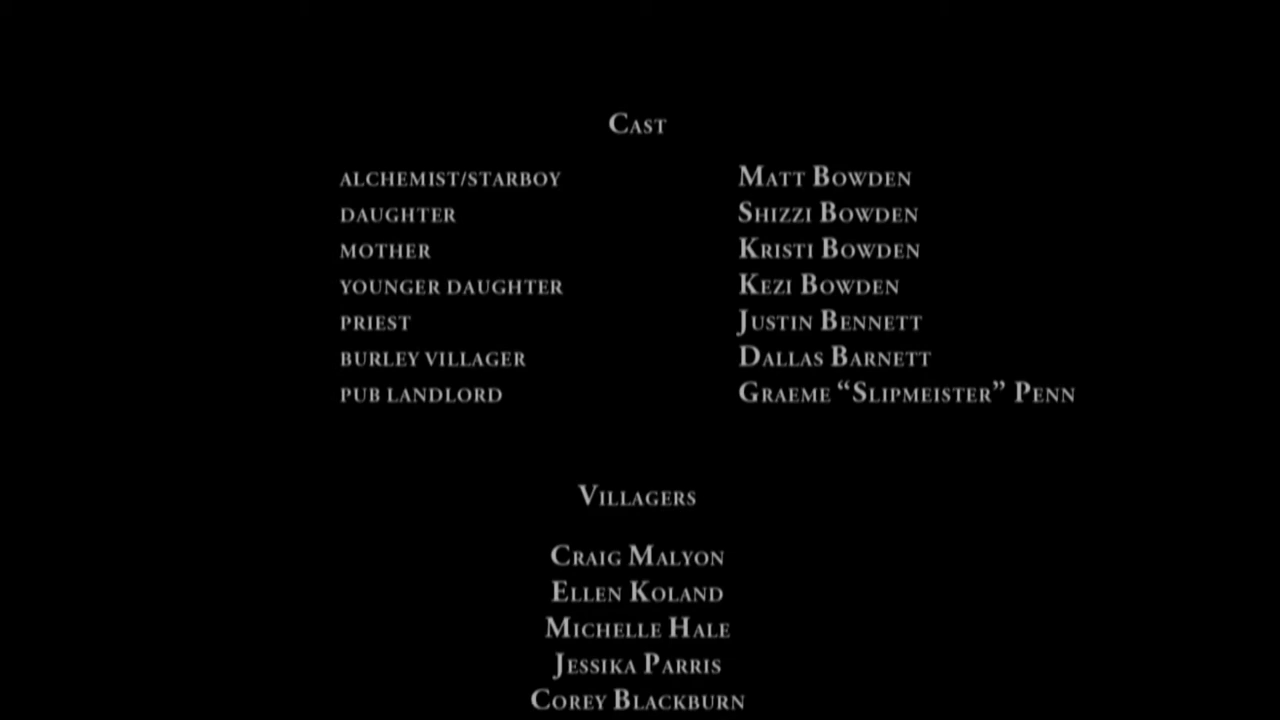 Cast
ALCHEMIST/STARBOY Matt Bowden
DAUGHTER Shizzi Bowden
MOTHER Kristi Bowden
YOUNGER DAUGHTER Kezi Bowden
PRIEST Justin Bennett
BURLEY VILLAGER Dallas Barnett
PUB LANDLORD Graeme “Slipmeister” Penn
Villagers
Craig Malyon
Ellen Koland
Michelle Hale
Jessika Parris
Corey Blackburn